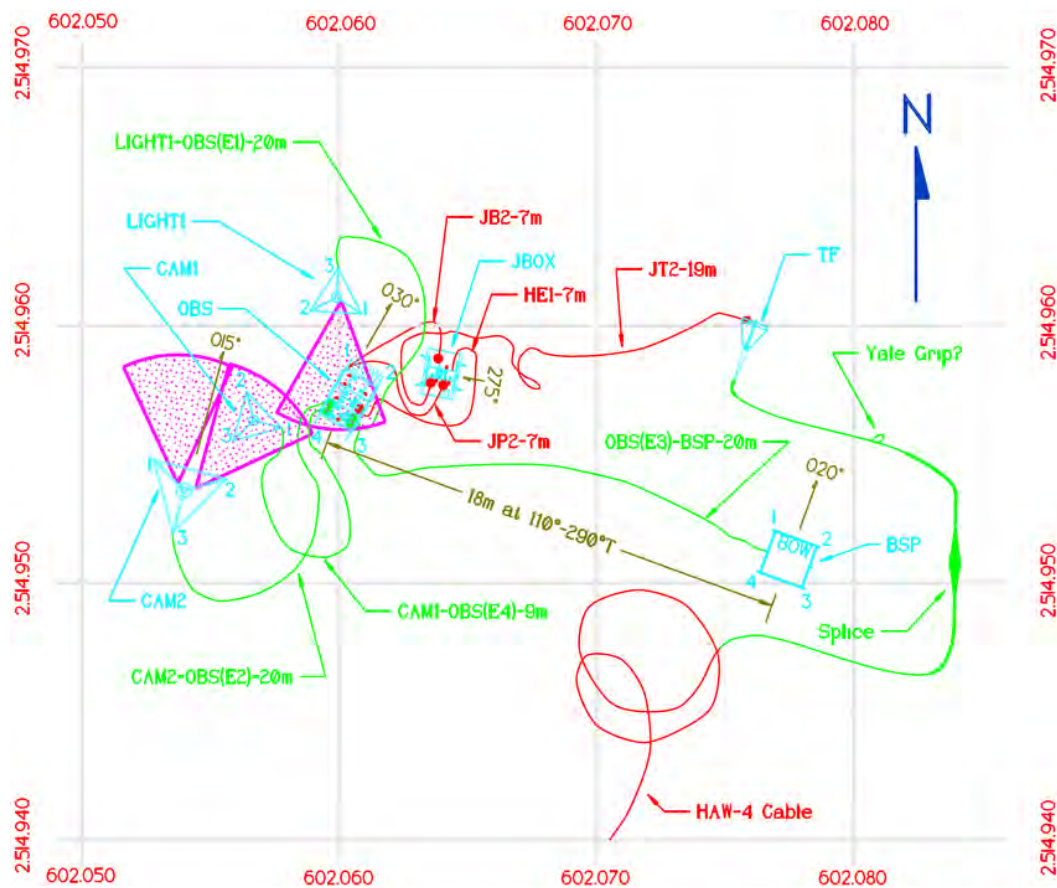 602.050 602.060 602.070 602.080
2.514.970 2.514.970
N
LIGHT1-OBS(E1)-20m
LIGHT1
JB2-7m
CAM1
JBOX
JT2-19m
TF
OBS
HE1-7m
3
2 1
030°
2.514.960 2.514.960
015°
1 2
Yale Grip?
275°
2
3 1
4 3
JP2-7m
OBS(E3)-BSP-20m
1 2
3
18m at 110°-290°T
020°
1 2
BOW
BSP
4 3
2.514.950 2.514.950
CAM2
CAM1-OBS(E4)-9m
Splice
CAM2-OBS(E2)-20m
HAW-4 Cable
2.514.940 2.514.940
602.050 602.060 602.070 602.080